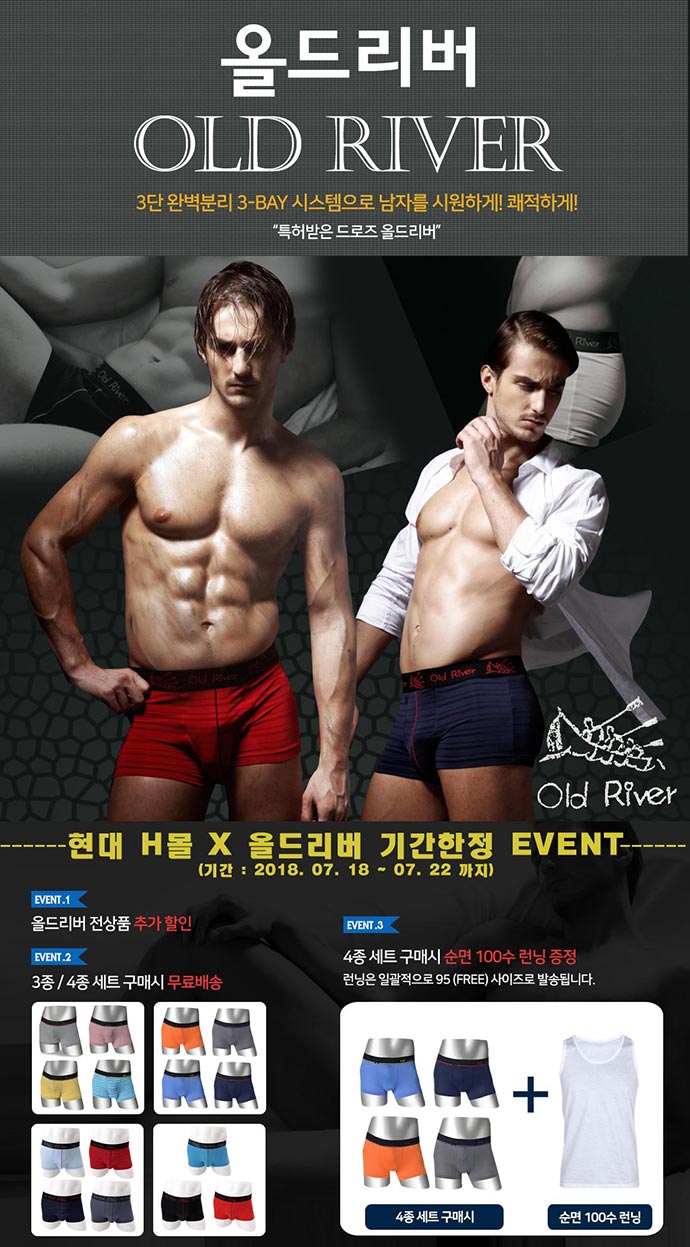 올드리버
OLD RIVER
3단 완벽분리 3-BAY 시스템으로 남자를 시원하게! 쾌적하게!
“특허받은 드로즈 올드리버”
Old River
River
Old River
Old River
Old River
현대 H몰 X 올드리버 기간한정 EVENT
(기간 : 2018. 07. 18 ~ 07. 22 까지)
EVENT.1
올드리버 전상품 추가 할인
EVENT.2
3종 / 4종 세트 구매시 무료배송
EVENT.3
4종 세트 구매시 순면 100수 런닝 증정
런닝은 일괄적으로 95 (FREE) 사이즈로 발송됩니다.
+
4종 세트 구매시
순면 100수 런닝